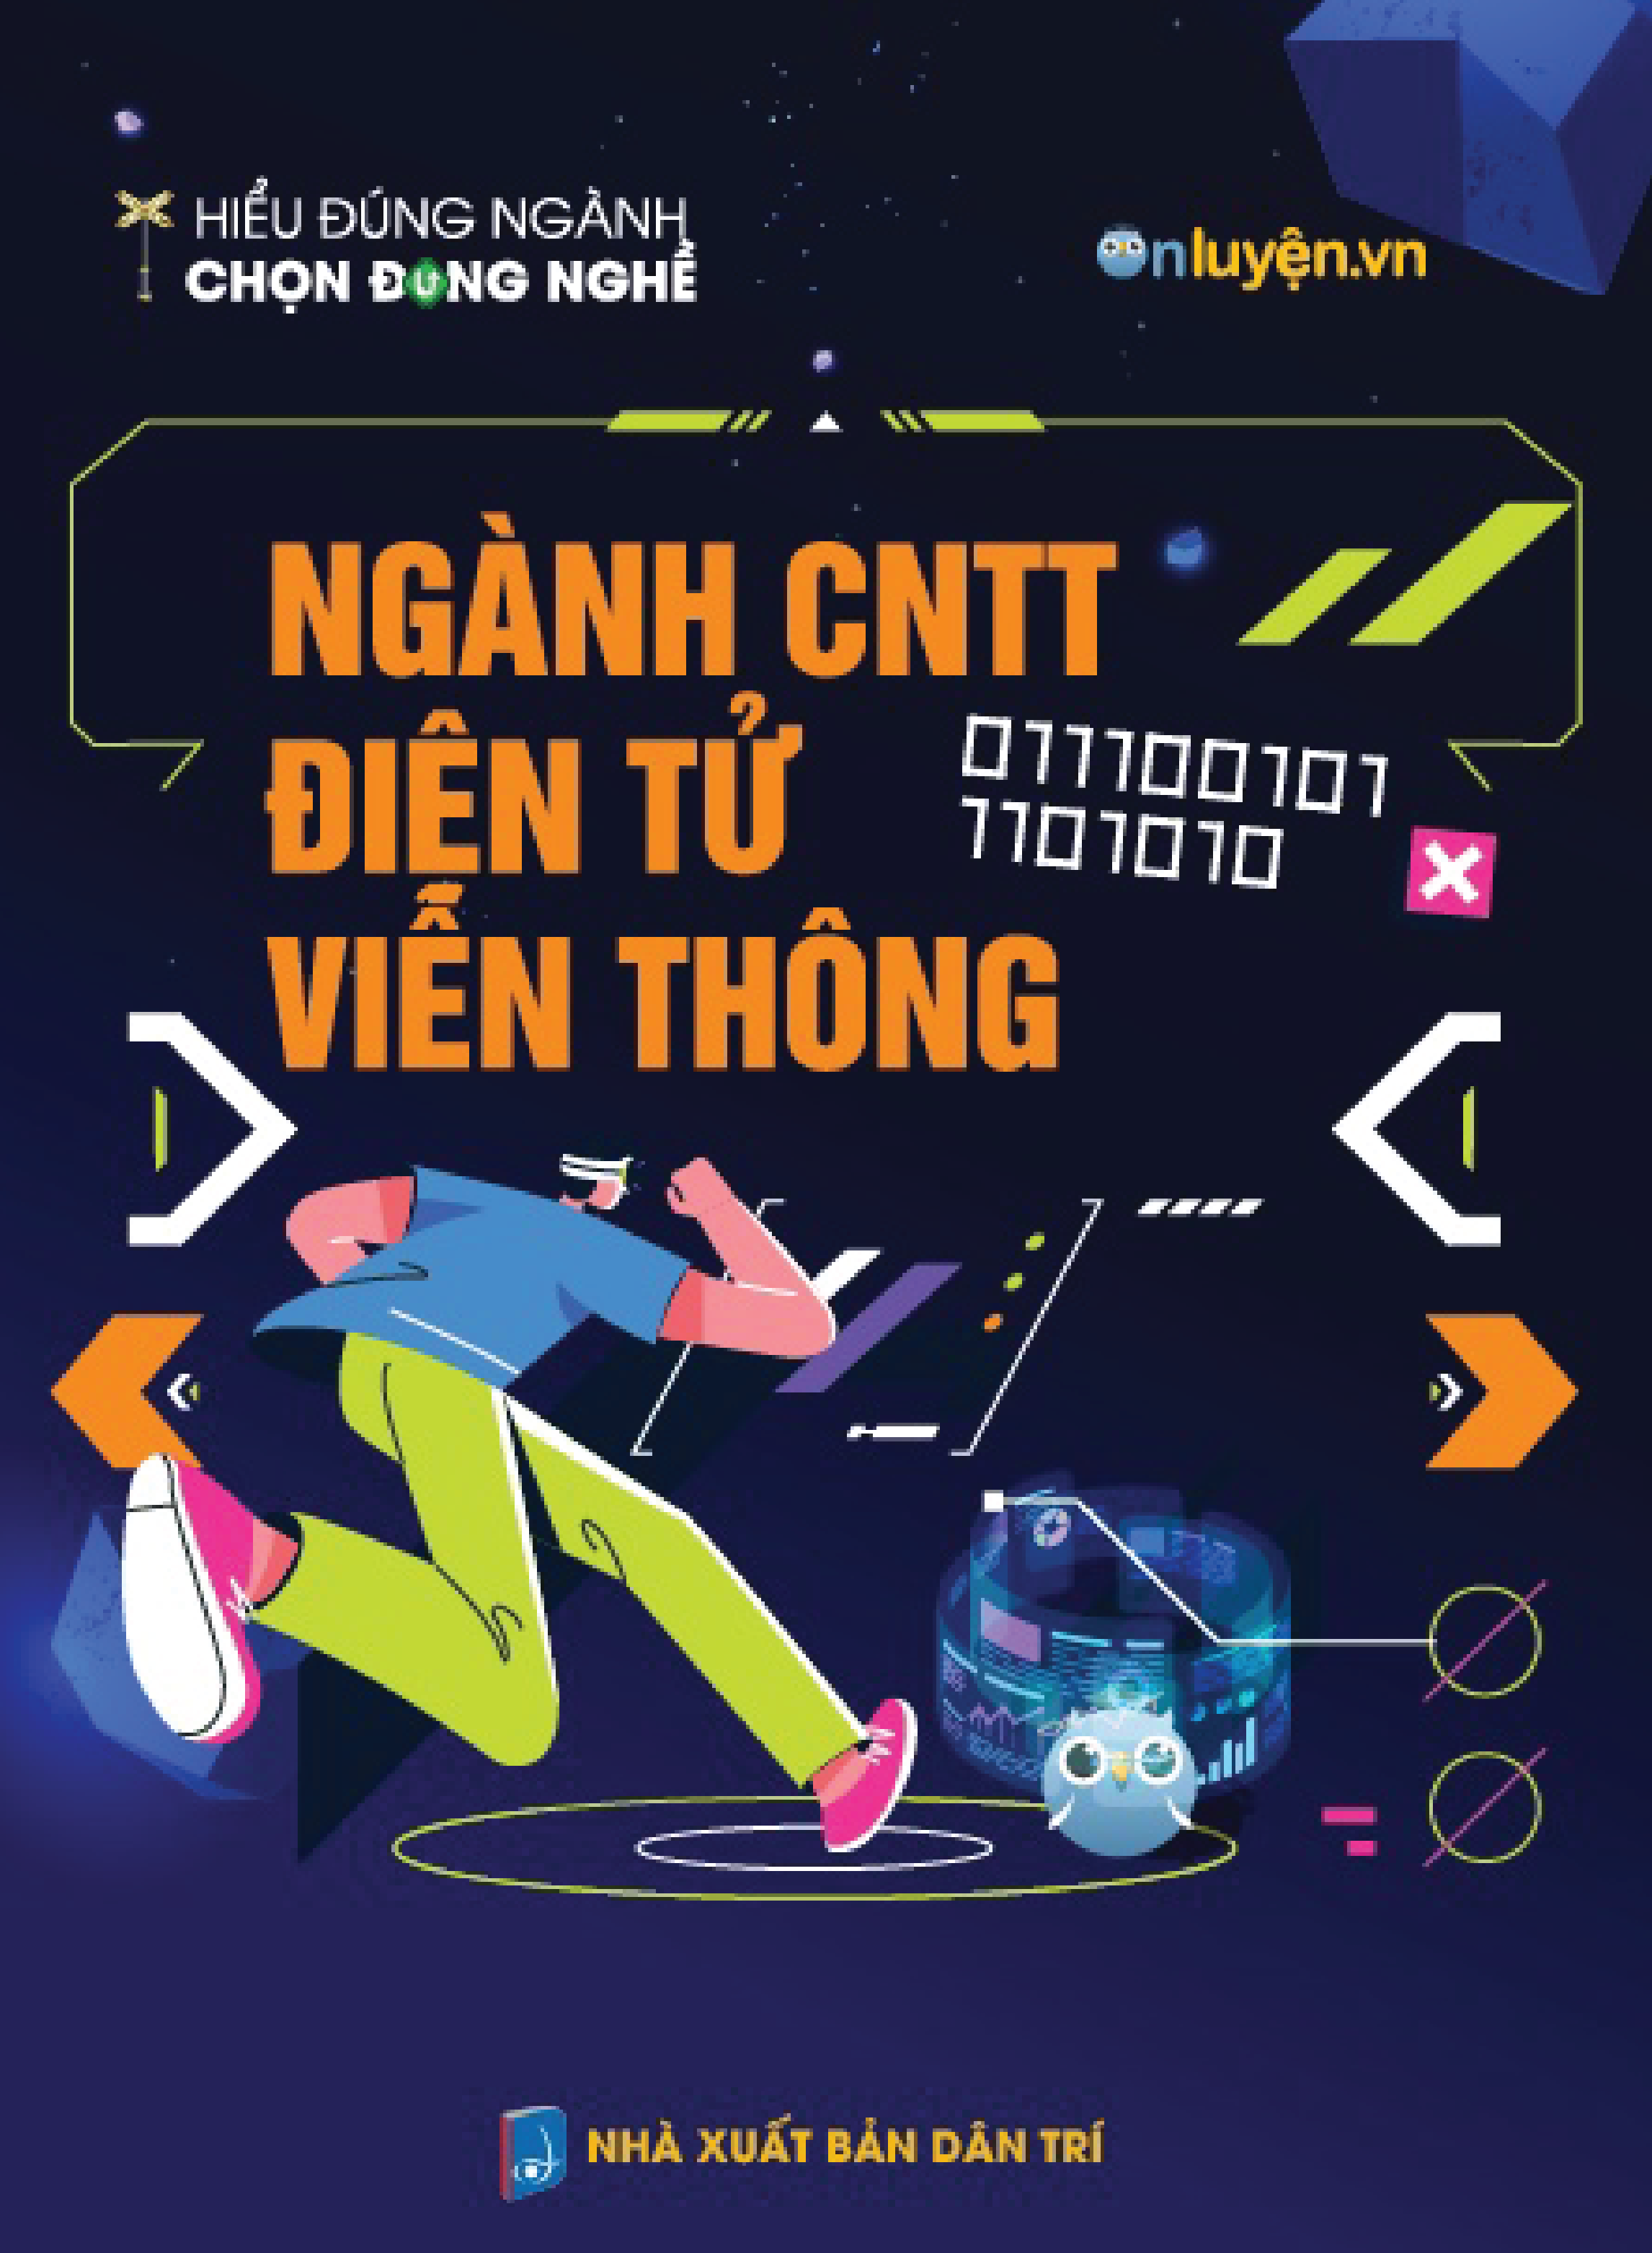 HIỂU ĐÚNG NGÀNH
CHỌN ĐÚNG NGHỀ
onluyện.vn
NGÀNH CNTT
ĐIỆN TỬ
VIỄN THÔNG
011100101
1101010
NHÀ XUẤT BẢN DÂN TRÍ